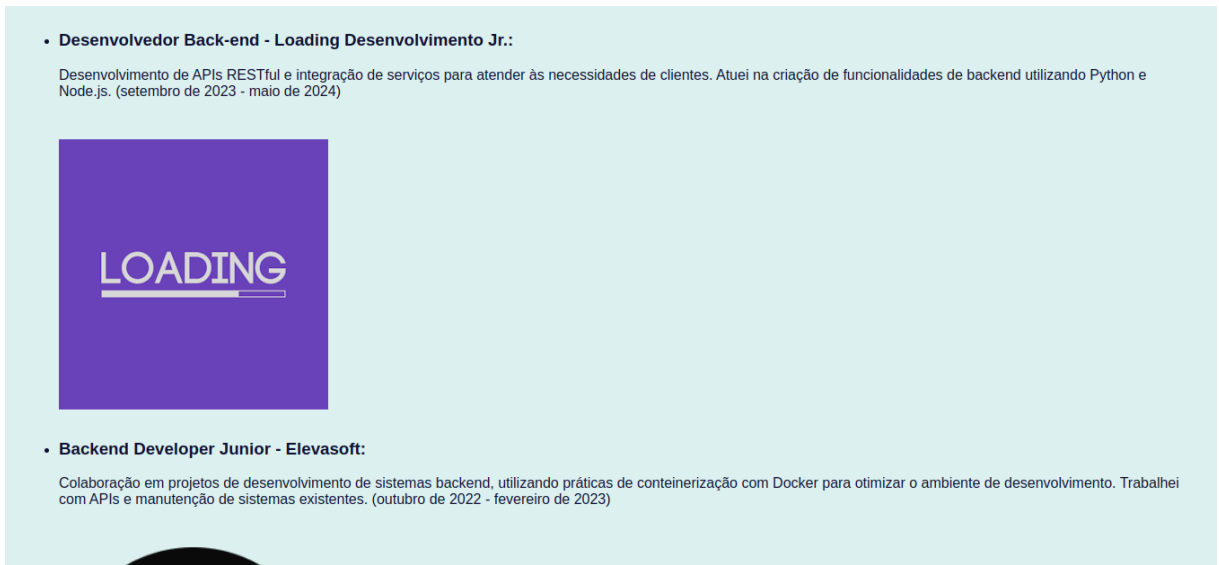 Desenvolvedor Back-end - Loading Desenvolvimento Jr.:
Desenvolvimento de APIs RESTful e integração de serviços para atender às necessidades de clientes. Atuei na criação de funcionalidades de backend utilizando Python e
Node.js. (setembro de 2023 - maio de 2024)
LOADING
Backend Developer Junior - Elevasoft:
Colaboração em projetos de desenvolvimento de sistemas backend, utilizando práticas de conteinerização com Docker para otimizar o ambiente de desenvolvimento. Trabalhei
com APIs e manutenção de sistemas existentes. (outubro de 2022 - fevereiro de 2023)